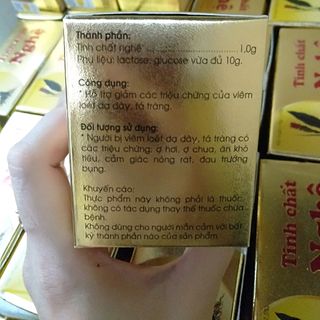 Thành phần:
Tinh chất nghệ ........................ 1,0g
Phụ liệu: lactose, glucose vừa đủ 10g.
Công dụng:
* Hỗ trợ giảm các triệu chứng của viêm
loét dạ dày, tá tràng.
Đối tượng sử dụng:
* Người bị viêm loét dạ dày, tá tràng có
các triệu chứng: ợ hơi, ợ chua, ăn khó
tiêu, cảm giác nóng rát, đau trướng
bụng.
Khuyến cáo:
Thực phẩm này không phải là thuốc,
không có tác dụng thay thế thuốc chữa
bệnh.
Không dùng cho người mẫn cảm với bất
kỳ thành phần nào của sản phẩm.
Nghệ
Tinh chất
Tinh chất
Nghệ